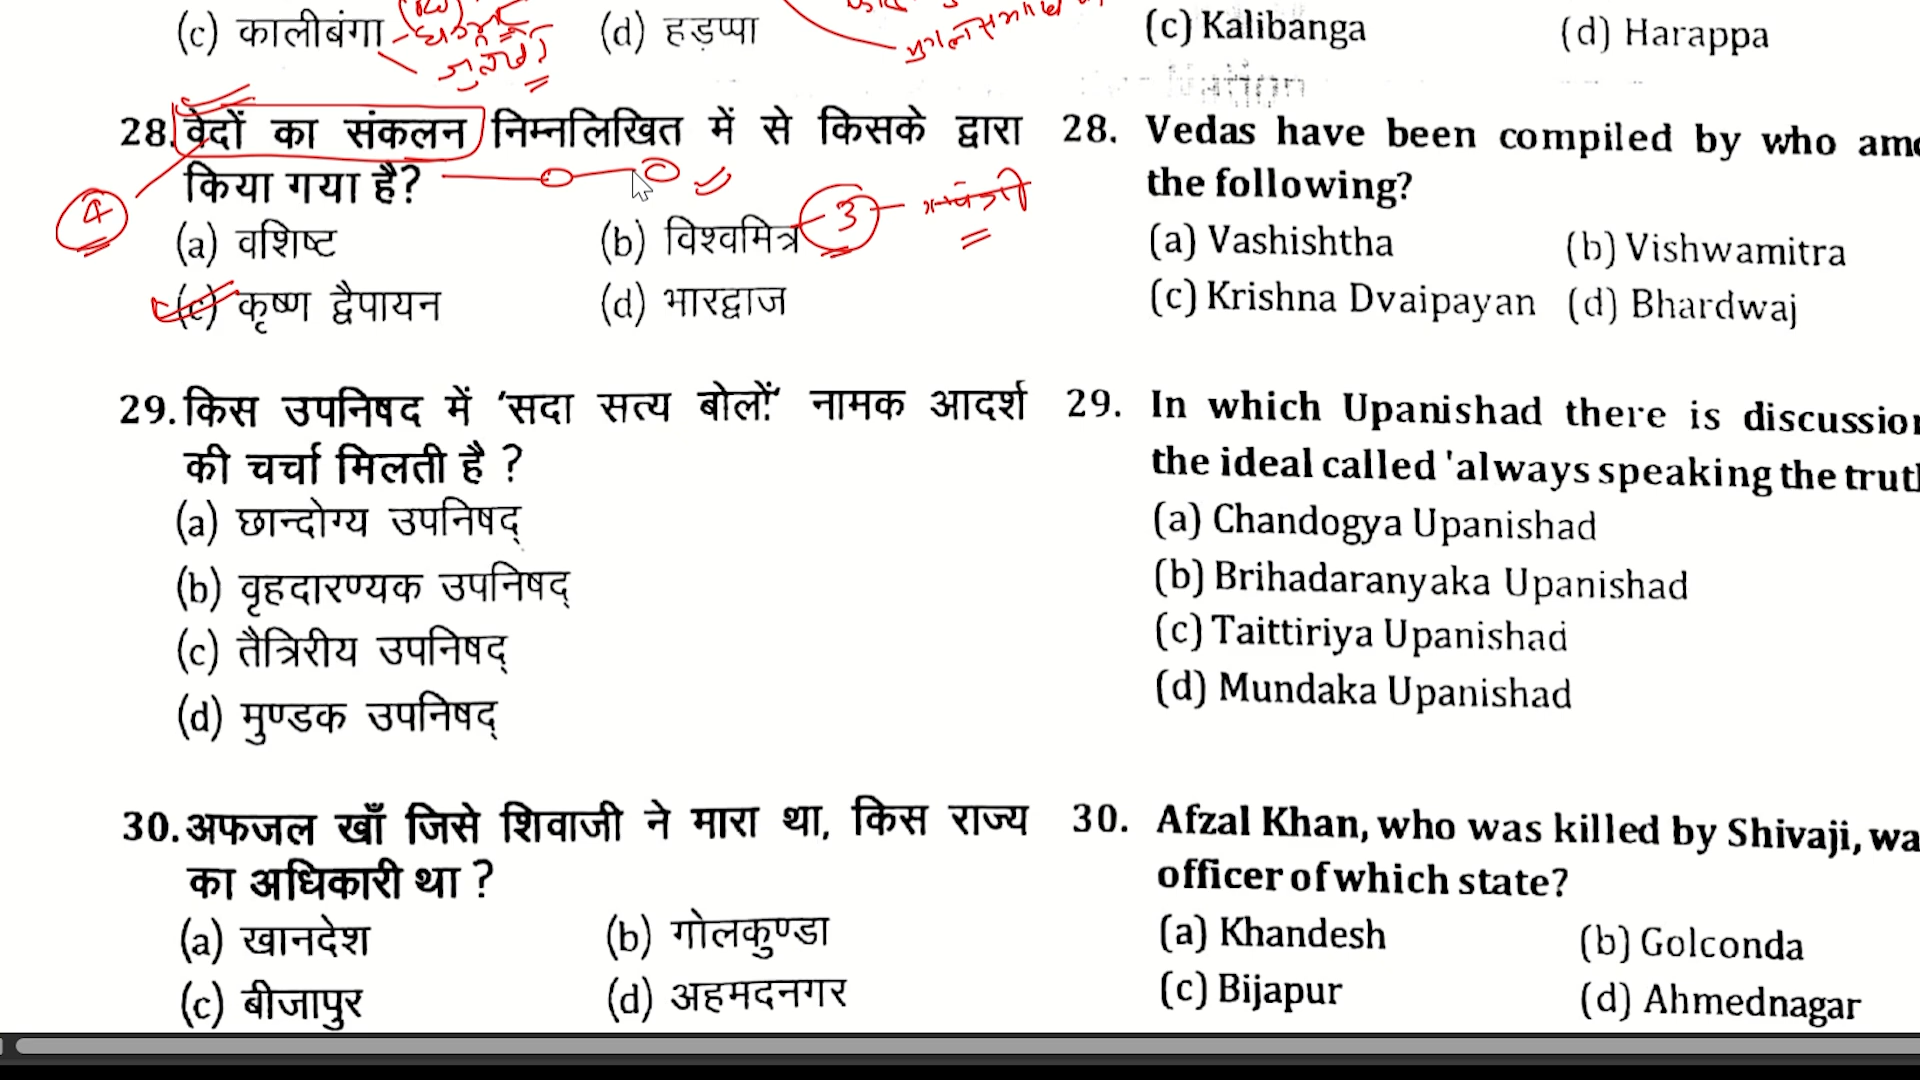 (c) कालीबंगा
(d) हड़प्पा
28. वेदों का संकलन निम्नलिखित में से किसके द्वारा
किया गया है?
4
3
(a) वशिष्ट
(b) विश्वमित्र
(c) कृष्ण द्वैपायन
(d) भारद्वाज
29. किस उपनिषद में 'सदा सत्य बोलों!' नामक आदर्श
की चर्चा मिलती है ?
(a) छान्दोग्य उपनिषद्
(b) वृहदारण्यक उपनिषद्
(c) तैत्रिरीय उपनिषद्
(d) मुण्डक उपनिषद्
30. अफजल खाँ जिसे शिवाजी ने मारा था, किस राज्य
का अधिकारी था ?
(a) खानदेश
(b) गोलकुण्डा
(c) बीजापुर
(d) अहमदनगर
(c) Kalibanga
(d) Harappa
28. Vedas have been compiled by who
the following?
(a) Vashishtha
(b) Vishwamitra
(c) Krishna Dvaipayan
(d) Bhardwaj
29. In which Upanishad there is
the ideal called 'always speaking the
(a) Chandogya Upanishad
(b) Brihadaranyaka Upanishad
(c) Taittiriya Upanishad
(d) Mundaka Upanishad
30. Afzal Khan, who was killed by Shivaji,
officer of which state?
(a) Khandesh
(b) Golconda
(c) Bijapur
(d) Ahmednagar